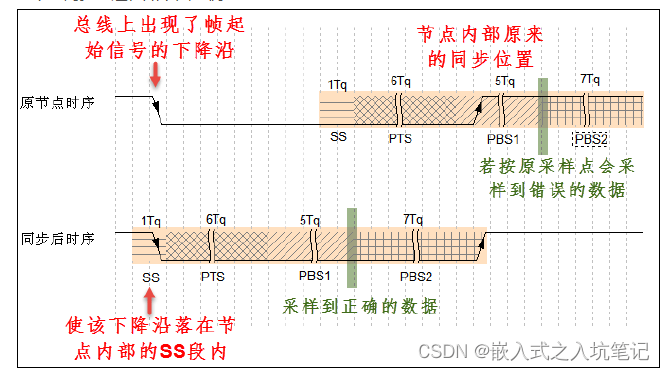 总线上出现了帧起
始信号的下降沿
节点内部原来
的同步位置
1Tq
6Tq
5Tq
7Tq
原节点时序
SS
PTS
PBS1
PBS2
若按原采样点会采
样到错误的数据
1Tq
6Tq
5Tq
7Tq
同步后时序
SS
PTS
PBS1
PBS2
采样到正确的数据
使该下降沿落在节
点内部的SS段内
CSDN @嵌入式之入坑笔记